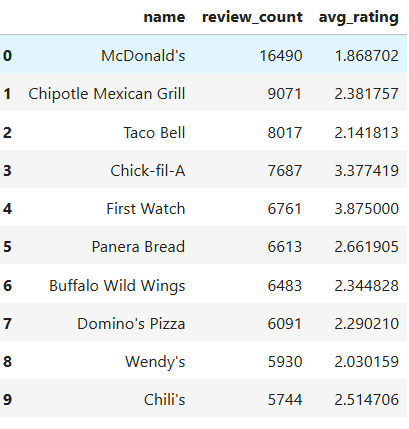 name review_count avg_rating
0 McDonald's 16490 1.868702
1 Chipotle Mexican Grill 9071 2.381757
2 Taco Bell 8017 2.141813
3 Chick-fil-A 7687 3.377419
4 First Watch 6761 3.875000
5 Panera Bread 6613 2.661905
6 Buffalo Wild Wings 6483 2.344828
7 Domino's Pizza 6091 2.290210
8 Wendy's 5930 2.030159
9 Chili's 5744 2.514706